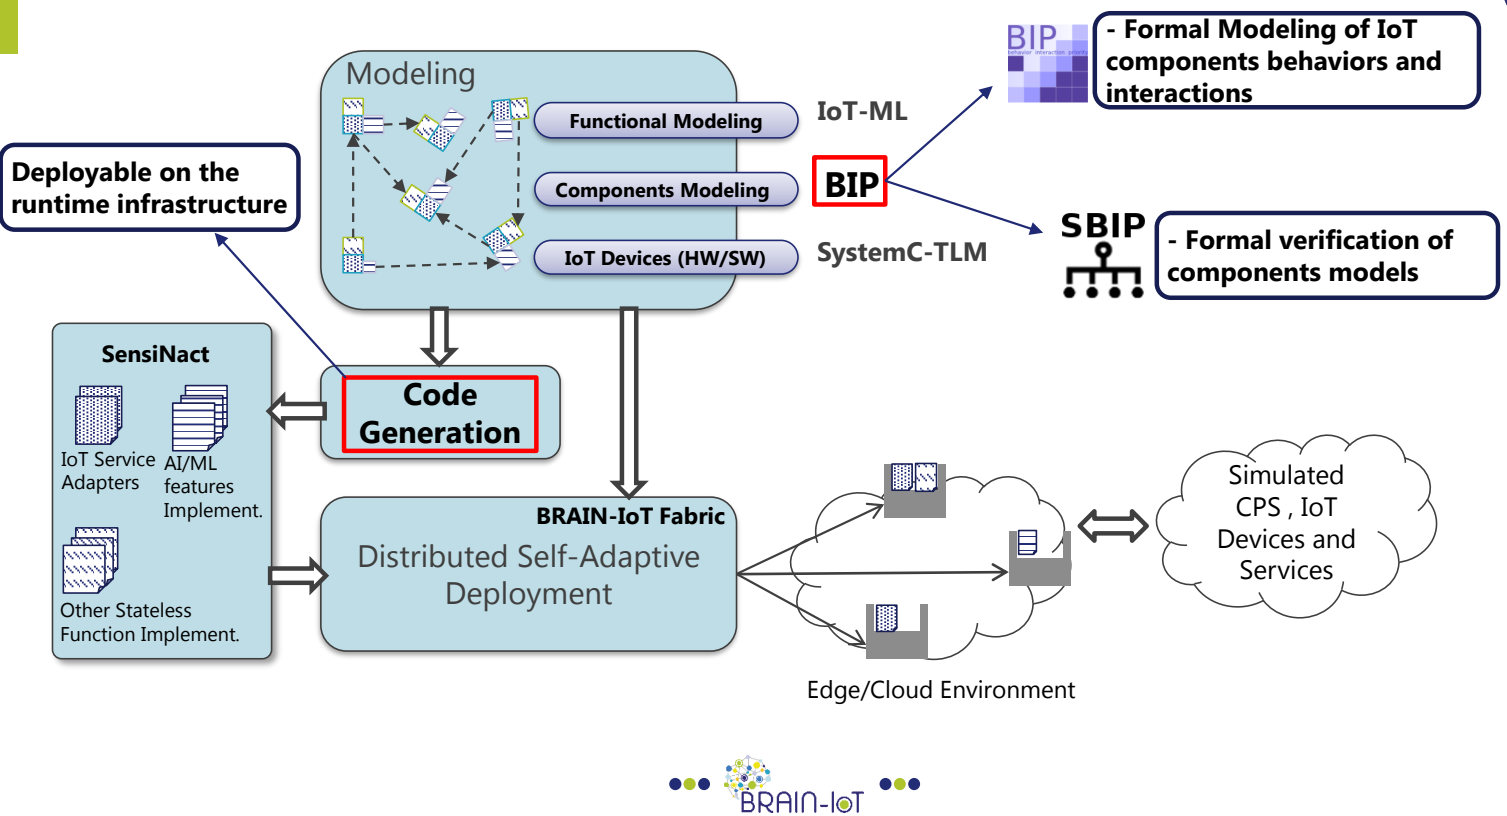 BIP
behavior interaction priority
- Formal Modeling of IoT
components behaviors and
interactions
Modeling
Functional Modeling
IoT-ML
Deployable on the
runtime infrastructure
Components Modeling
BIP
SBIP
- Formal verification of
components models
IoT Devices (HW/SW)
SystemC-TLM
SensiNact
Code
Generation
IoT Service
Adapters
AI/ML
features
Implement.
Other Stateless
Function Implement.
BRAIN-IoT Fabric
Distributed Self-Adaptive
Deployment
Simulated
CPS , IoT
Devices and
Services
Edge/Cloud Environment
BRAIN-IoT